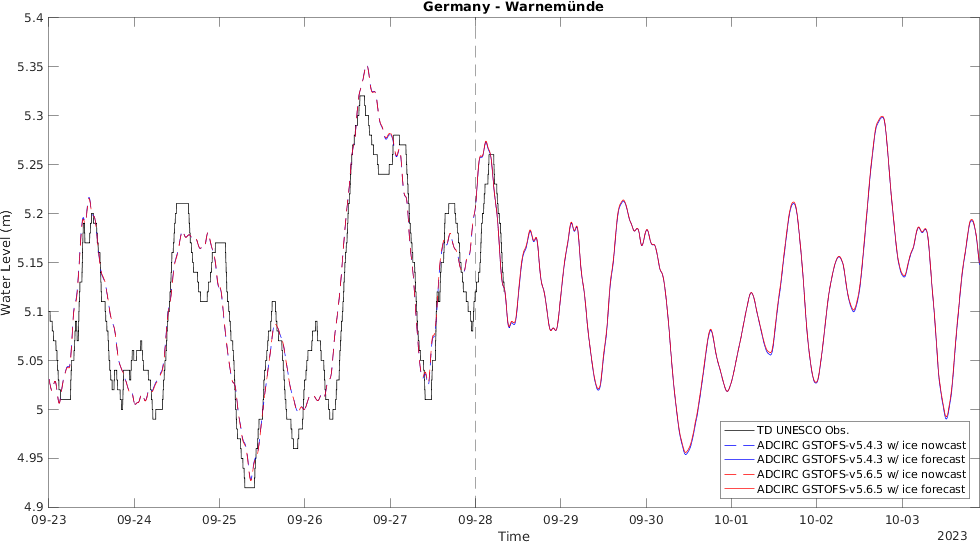 Germany - Warnemünde
5.4
5.35
5.3
5.25
5.2
5.15
5.1
5.05
5
4.95
4.9
Water Level (m)
09-23 09-24 09-25 09-26 09-27 09-28 09-29 09-30 10-01 10-02 10-03
Time
2023
TD UNESCO Obs.
ADCIRC GSTOFS-v5.4.3 w/ ice nowcast
ADCIRC GSTOFS-v5.4.3 w/ ice forecast
ADCIRC GSTOFS-v5.6.5 w/ ice nowcast
ADCIRC GSTOFS-v5.6.5 w/ ice forecast